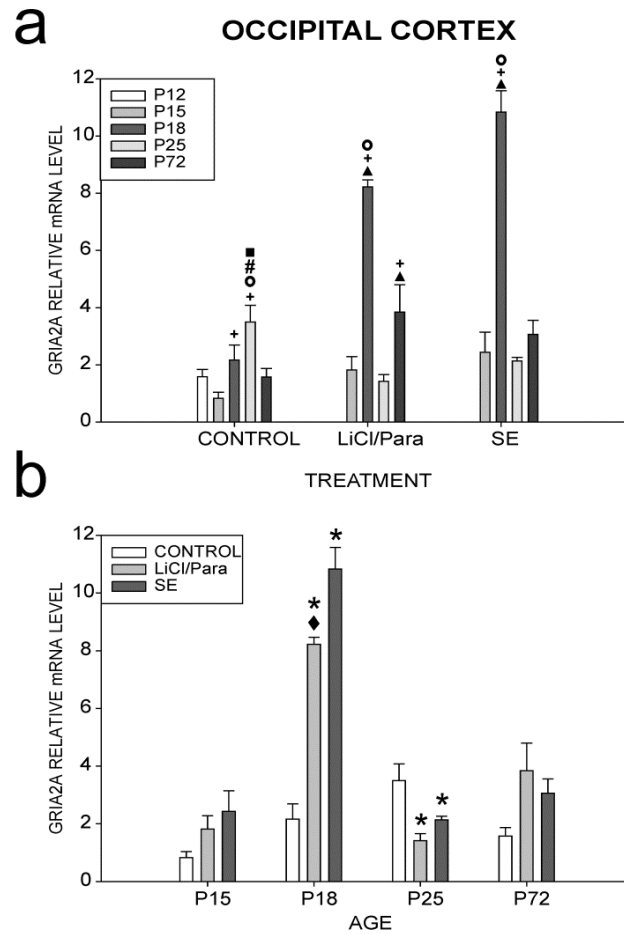 a
OCCIPITAL CORTEX
GRIA2A RELATIVE mRNA LEVEL
12
10
8
6
4
2
0
P12
P15
P18
P25
P72
■
#
o
+
+
o
+
▲
+
▲
o
+
▲
CONTROL LiCl/Para SE
TREATMENT
b
GRIA2A RELATIVE mRNA LEVEL
12
10
8
6
4
2
0
CONTROL
LiCl/Para
SE
*
*
♦
* *
P15 P18 P25 P72
AGE